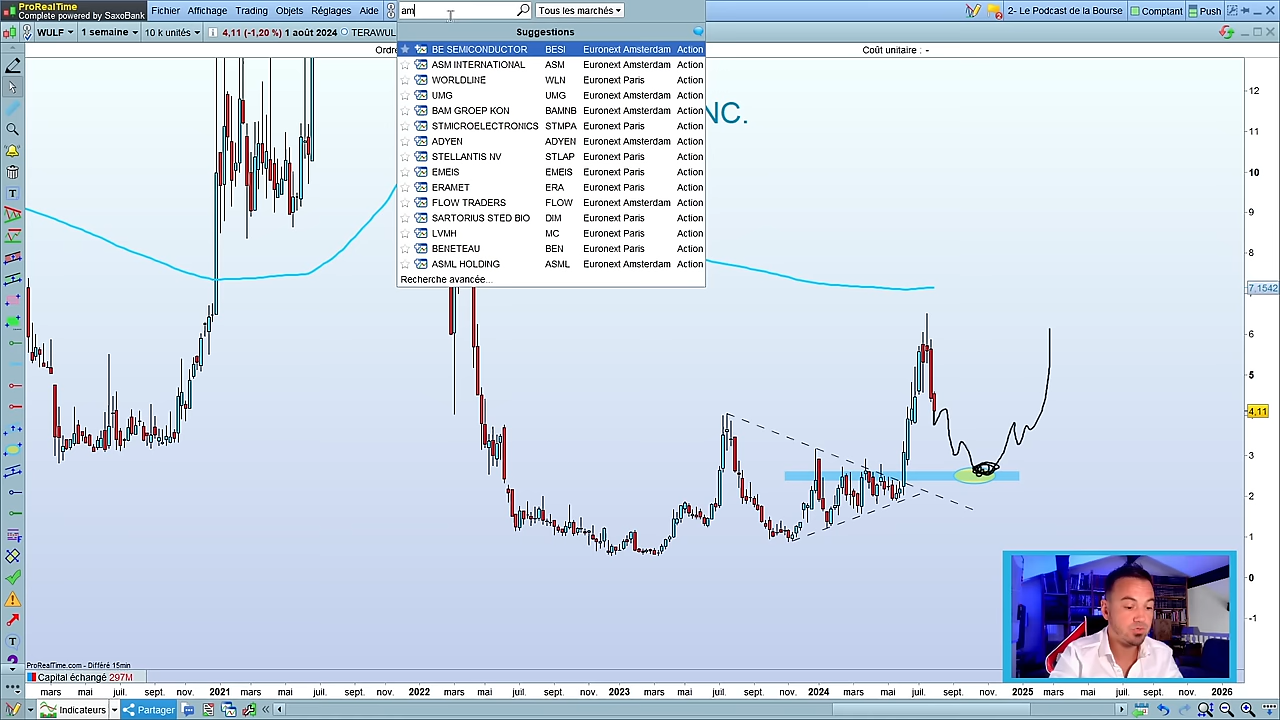 ProRealTime
Complete powered by SaxoBank
Fichier Affichage Trading Objets Réglages Aide
am
Tous les marchés
2- Le Podcast de la Bourse
Comptant
Push
WULF
1 semaine
10 k unités
4,11 (-1,20 %) 1 août 2024
TERAWUL
Ordre
Coût unitaire : -
Suggestions
BE SEMICONDUCTOR BESI Euronext Amsterdam Action
ASM INTERNATIONAL ASM Euronext Amsterdam Action
WORLDLINE WLN Euronext Paris Action
UMG UMG Euronext Amsterdam Action
BAM GROEP KON BAMNB Euronext Amsterdam Action
STMICROELECTRONICS STMPA Euronext Paris Action
ADYEN ADYEN Euronext Amsterdam Action
STELLANTIS NV STLAP Euronext Paris Action
EMEIS EMEIS Euronext Paris Action
ERAMET ERA Euronext Paris Action
FLOW TRADERS FLOW Euronext Amsterdam Action
SARTORIUS STED BIO DIM Euronext Paris Action
LVMH MC Euronext Paris Action
BENETEAU BEN Euronext Paris Action
ASML HOLDING ASML Euronext Amsterdam Action
Recherche avancée...
NC.
12
11
10
9
8
7,1542
6
5
4,11
3
2
1
0
-1
ProRealTime.com - Différé 15min
Capital échangé 297M
mars mai juil. sept. nov. 2021 mars mai juil. sept. nov. 2022 mars mai juil. sept. nov. 2023 mars mai juil. sept. nov. 2024 mars mai juil. sept. nov. 2025 mars mai juil. sept. nov. 2026
Indicateurs
Partager